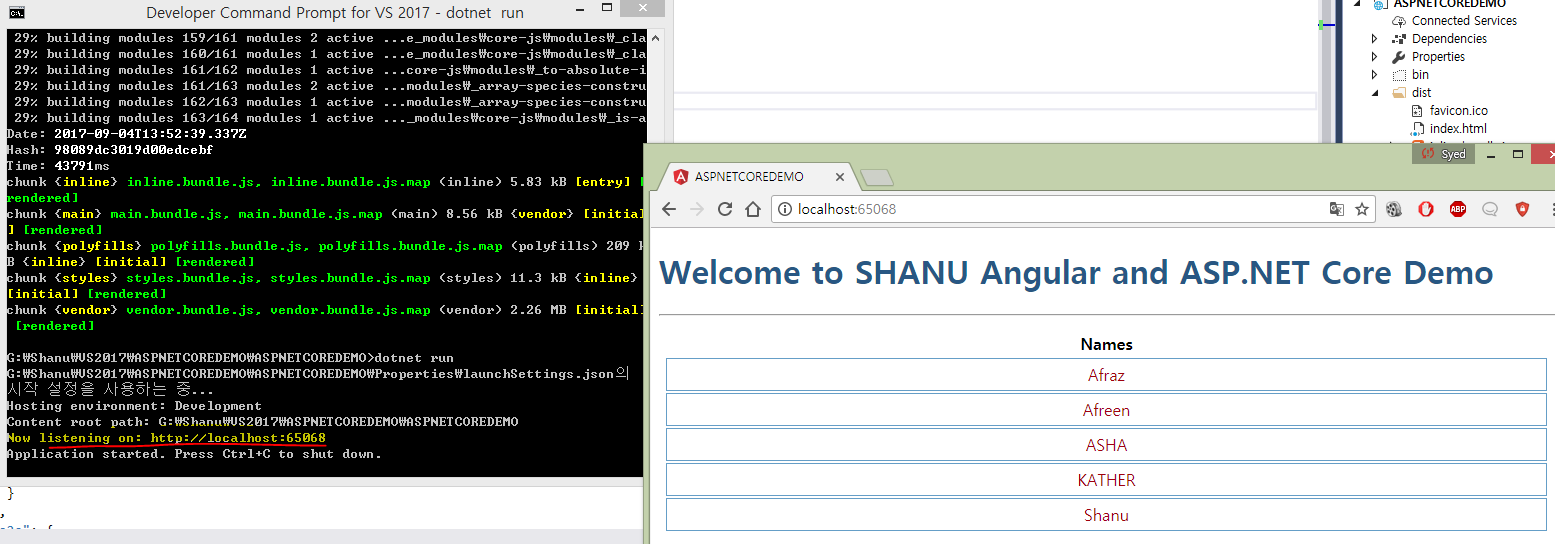 Developer Command Prompt for VS 2017 - dotnet  run
29% building modules 159/161 modules 2 active ...e_modules₩core-js₩modules₩_cla
29% building modules 160/161 modules 1 active ...e_modules₩core-js₩modules₩_cla
29% building modules 161/162 modules 1 active ...core-js₩modules₩_to-absolute-i
29% building modules 161/163 modules 2 active ...modules₩_array-species-constru
29% building modules 162/163 modules 1 active ...modules₩_array-species-constru
29% building modules 163/164 modules 1 active ..._modules₩core-js₩modules₩_is-a
Date: 2017-09-04T13:52:39.337Z
Hash: 98089dc3019d00edcebf
Time: 43791ms
chunk {inline} inline.bundle.js, inline.bundle.js.map (inline) 5.83 kB [entry] [
rendered]
chunk {main} main.bundle.js, main.bundle.js.map (main) 8.56 kB {vendor} [initial
] [rendered]
chunk {polyfills} polyfills.bundle.js, polyfills.bundle.js.map (polyfills) 209 k
B {inline} [initial] [rendered]
chunk {styles} styles.bundle.js, styles.bundle.js.map (styles) 11.3 kB {inline}
[initial] [rendered]
chunk {vendor} vendor.bundle.js, vendor.bundle.js.map (vendor) 2.26 MB [initial]
[rendered]
G:₩Shanu₩VS2017₩ASPNETCOREDEMO₩ASPNETCOREDEMO>dotnet run
G:₩Shanu₩VS2017₩ASPNETCOREDEMO₩ASPNETCOREDEMO₩Properties₩launchSettings.json의
시작 설정을 사용하는 중...
Hosting environment: Development
Content root path: G:₩Shanu₩VS2017₩ASPNETCOREDEMO₩ASPNETCOREDEMO
Now listening on: http://localhost:65068
Application started. Press Ctrl+C to shut down.
}
,
ASPNETCOREDEMO
Connected Services
Dependencies
Properties
bin
dist
favicon.ico
index.html
Syed
ASPNETCOREDEMO
localhost:65068
ABP
Welcome to SHANU Angular and ASP.NET Core Demo
Names
Afraz
Afreen
ASHA
KATHER
Shanu